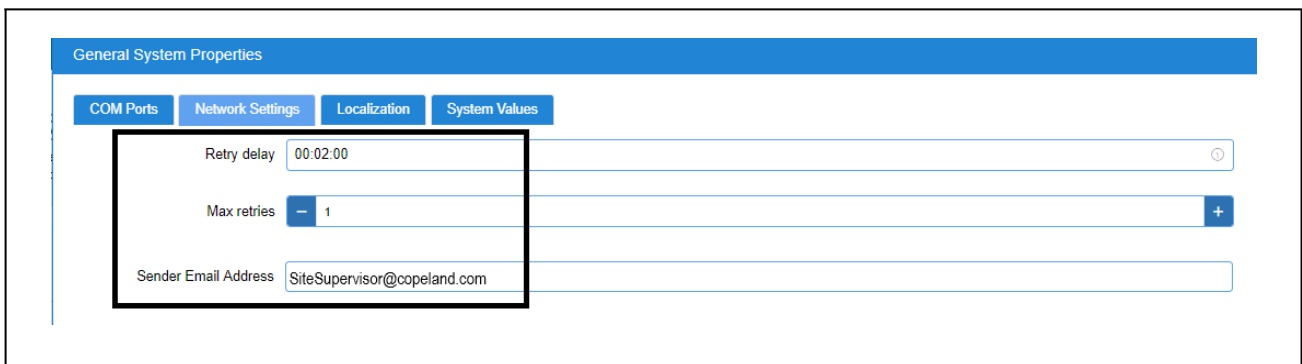 General System Properties
COM Ports Network Settings Localization System Values
Retry delay 00:02:00
Max retries − 1 +
Sender Email Address SiteSupervisor@copeland.com